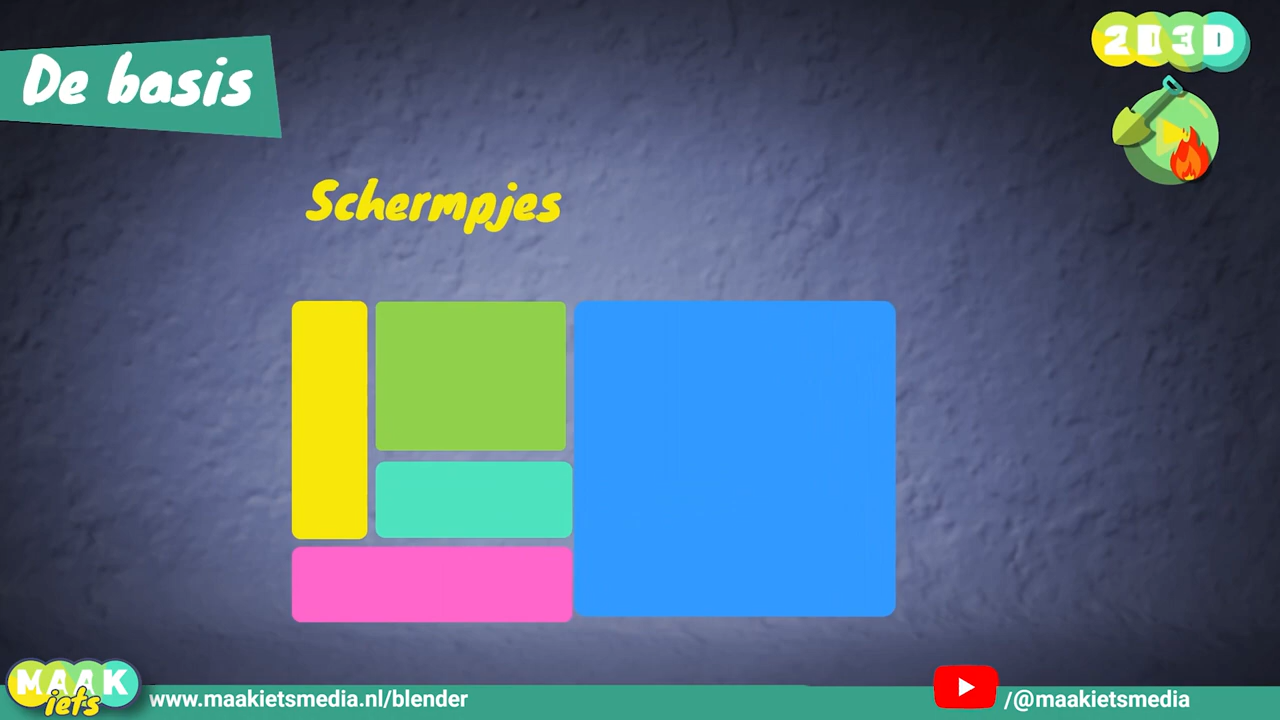 De basis
2D3D
Schermpjes
MAAK
iets
www.maakietsmedia.nl/blender
/@maakietsmedia